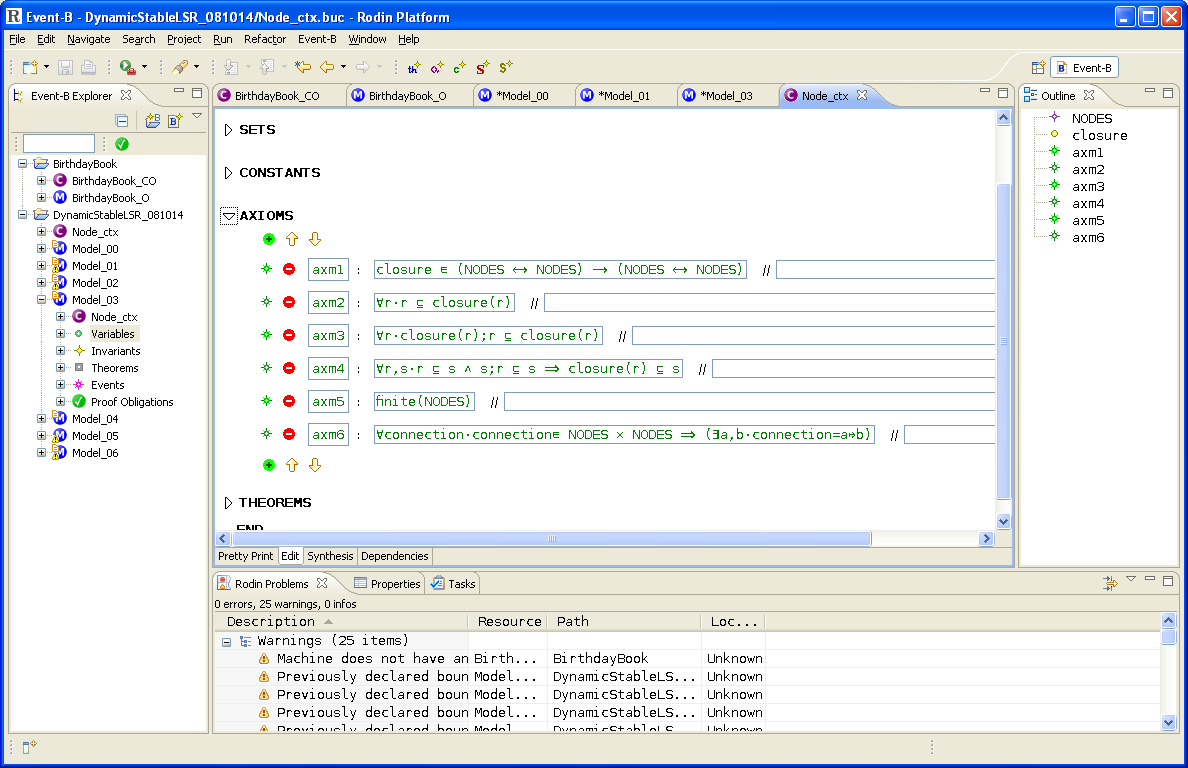 Event-B - DynamicStableLSR_081014/Node_ctx.buc - Rodin Platform
File Edit Navigate Search Project Run Refactor Event-B Window Help
Event-B
Event-B Explorer
BirthdayBook
BirthdayBook_CO
BirthdayBook_O
DynamicStableLSR_081014
Node_ctx
Model_00
Model_01
Model_02
Model_03
Node_ctx
Variables
Invariants
Theorems
Events
Proof Obligations
Model_04
Model_05
Model_06
BirthdayBook_CO BirthdayBook_O *Model_00 *Model_01 *Model_03 Node_ctx
SETS
CONSTANTS
AXIOMS
axm1 : closure ∈ (NODES ↔ NODES) → (NODES ↔ NODES) //
axm2 : ∀r·r ⊆ closure(r) //
axm3 : ∀r·closure(r);r ⊆ closure(r) //
axm4 : ∀r,s·r ⊆ s ∧ s;r ⊆ s ⇒ closure(r) ⊆ s //
axm5 : finite(NODES) //
axm6 : ∀connection·connection∈ NODES × NODES ⇒ (∃a,b·connection=a↦b) //
THEOREMS
END
Pretty Print Edit Synthesis Dependencies
Outline
NODES
closure
axm1
axm2
axm3
axm4
axm5
axm6
Rodin Problems Properties Tasks
0 errors, 25 warnings, 0 infos
Description Resource Path Loc...
Warnings (25 items)
Machine does not have an Birth... BirthdayBook Unknown
Previously declared boun Model... DynamicStableLS... Unknown
Previously declared boun Model... DynamicStableLS... Unknown
Previously declared boun Model... DynamicStableLS... Unknown
Previously declared boun Model... DynamicStableLS... Unknown